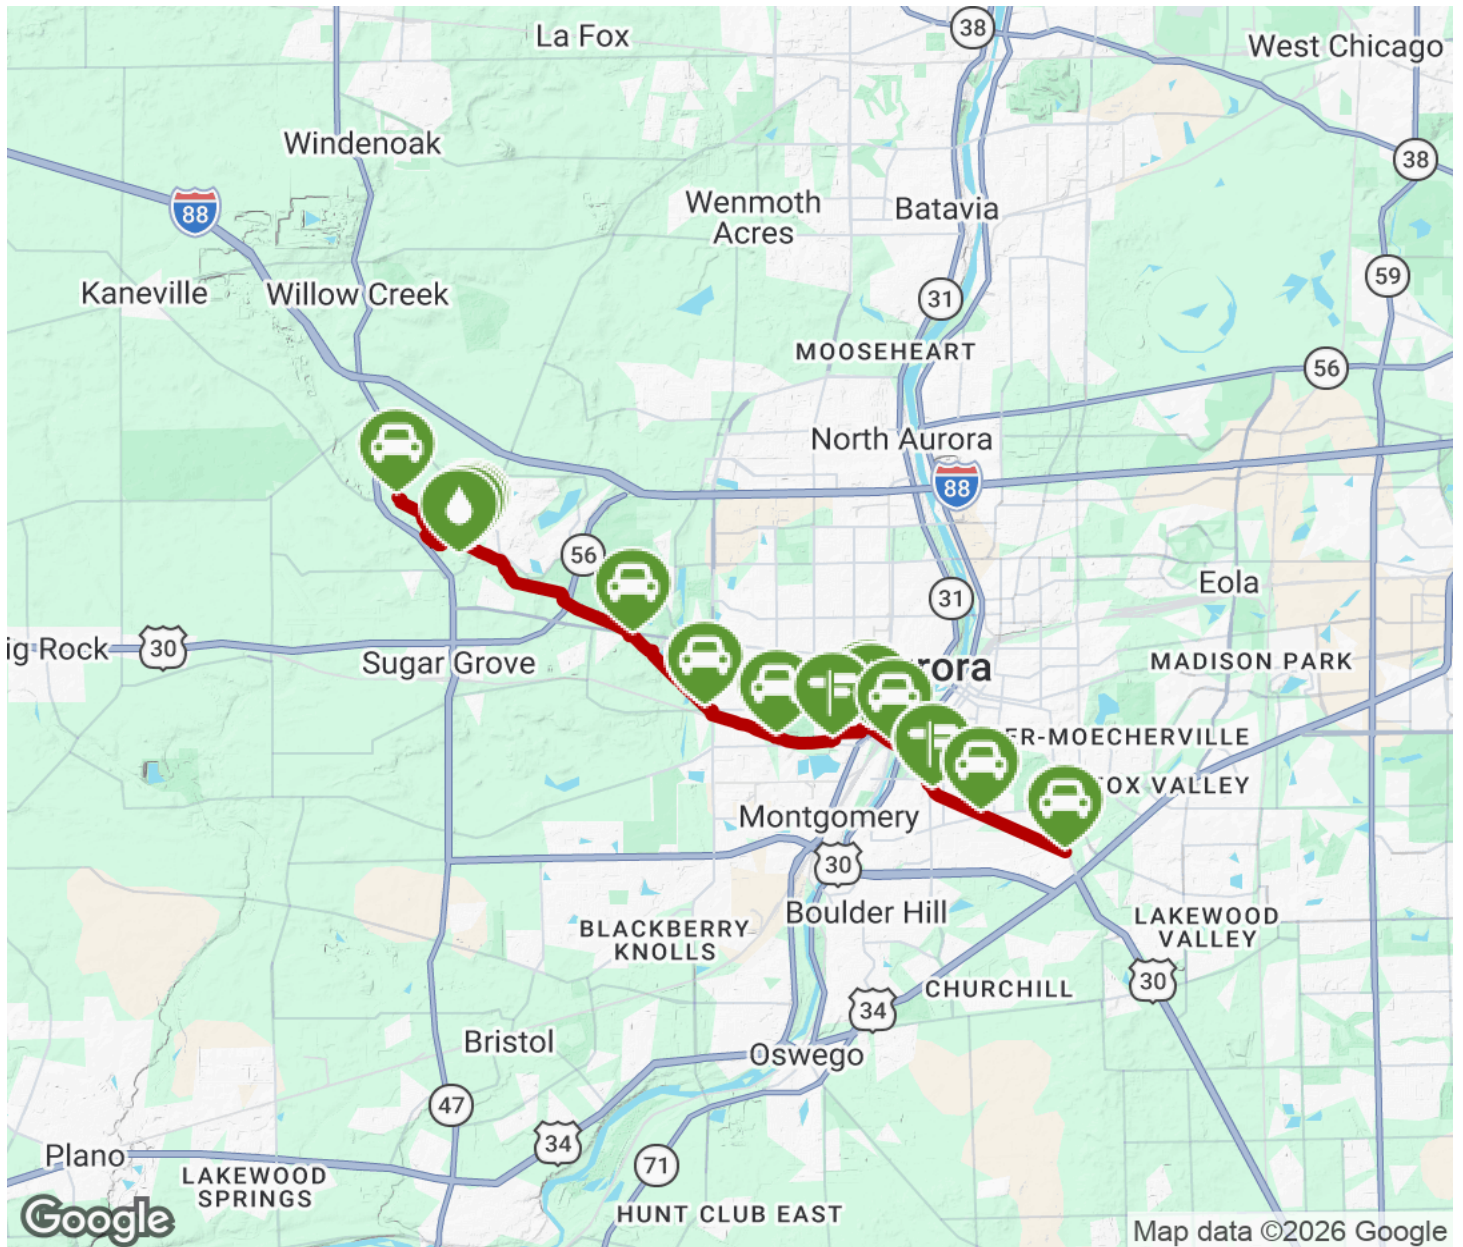 La Fox
38
West Chicago
Windenoak
38
88
Wenmoth
Acres
Batavia
Kaneville
Willow Creek
31
59
MOOSEHEART
56
North Aurora
88
56
Eola
31
ig Rock
30
Sugar Grove
rora
MADISON PARK
ER-MOECHERVILLE
OX VALLEY
Montgomery
30
Boulder Hill
BLACKBERRY
KNOLLS
LAKEWOOD
VALLEY
30
CHURCHILL
34
Bristol
Oswego
47
34
Plano
71
LAKEWOOD
SPRINGS
HUNT CLUB EAST
Google
Map data ©2026 Google